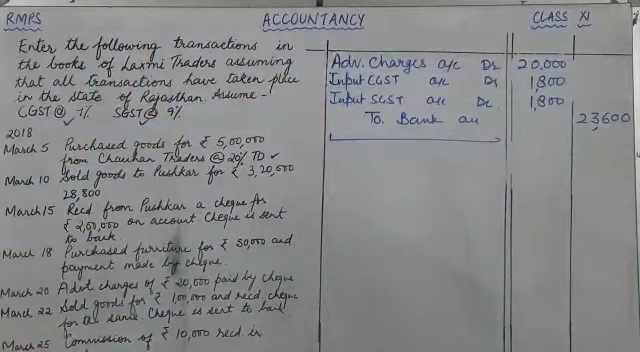 RMPS
ACCOUNTANCY
CLASS XI
Enter the following transactions in
the books of Laxmi Traders assuming
that all transactions have taken place
in the state of Rajasthan. Assume -
CGST @ 9% SGST @ 9%
2018
March 5 Purchased goods for ₹ 5,00,000
from Chauhan Traders @ 20% TD ✓
March 10 Sold goods to Pushkar for ₹ 3,20,000
28,800
March 15 Recd from Pushkar a cheque for
₹ 2,00,000 on account. Cheque is sent
to bank.
March 18 Purchased furniture for ₹ 50,000 and
payment made by cheque.
March 20 Advt. charges of ₹ 20,000 paid by cheque
March 22 Sold goods for ₹ 1,00,000 and recd. cheque
for the same. Cheque is sent to bank
March 25 Commission of ₹ 10,000 recd in
Adv. Charges a/c Dr 20,000
Input CGST a/c Dr 1,800
Input SGST a/c Dr 1,800
To. Bank a/c 23,600